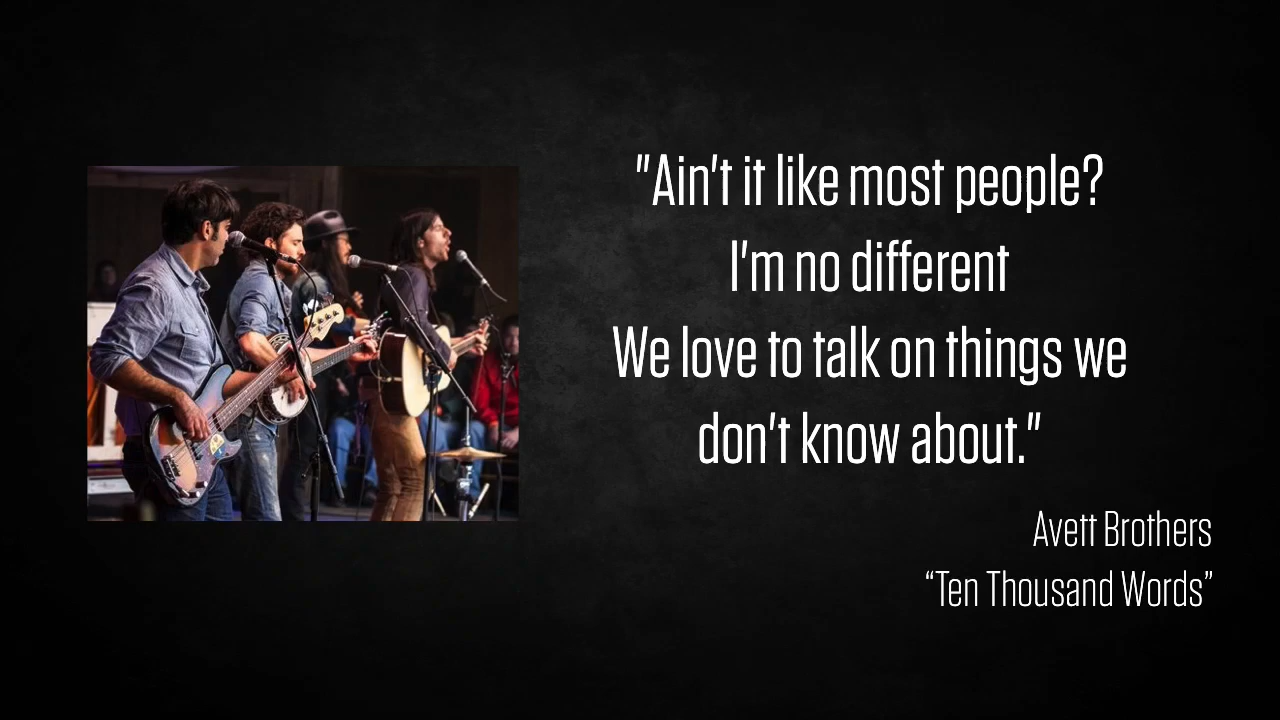 "Ain't it like most people?
I'm no different
We love to talk on things we
don't know about."
Avett Brothers
“Ten Thousand Words”